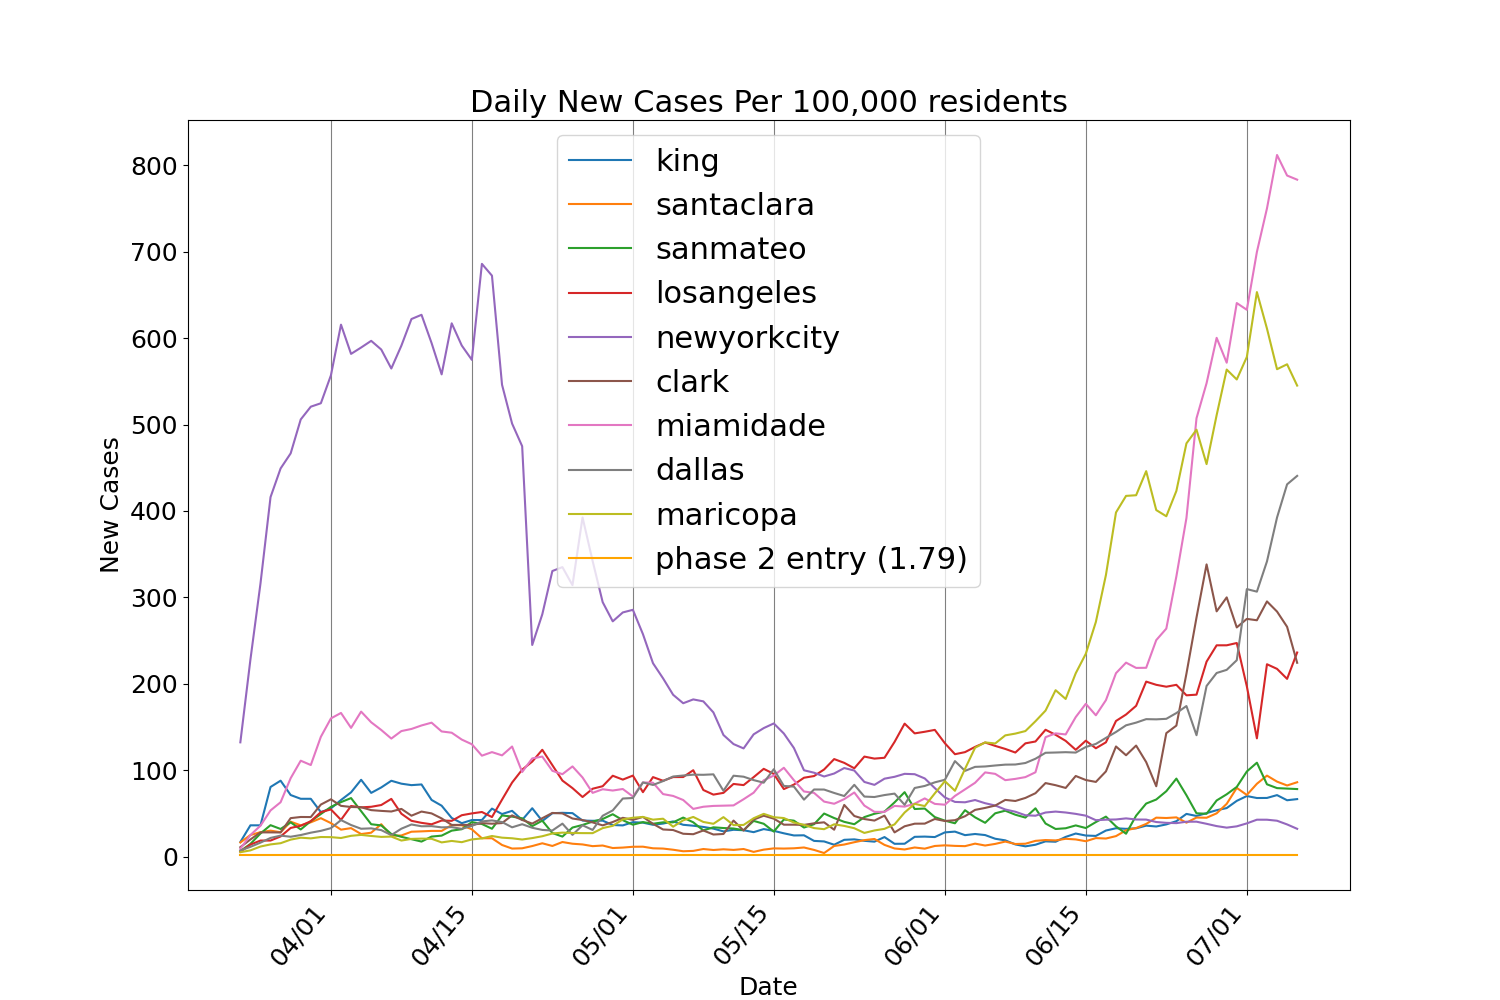 Daily New Cases Per 100,000 residents
king
santaclara
sanmateo
losangeles
newyorkcity
clark
miamidade
dallas
maricopa
phase 2 entry (1.79)
New Cases
800
700
600
500
400
300
200
100
0
04/01
04/15
05/01
05/15
06/01
06/15
07/01
Date